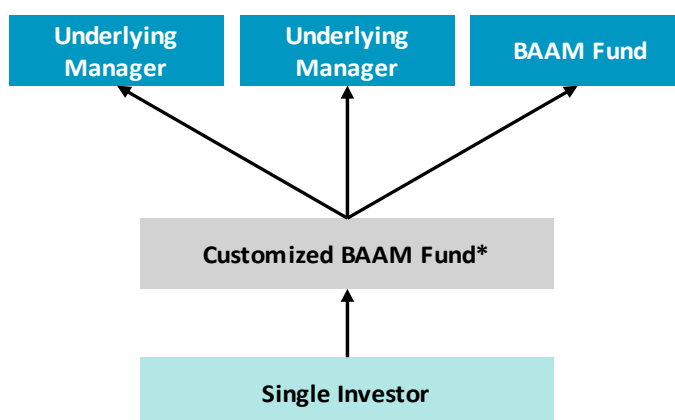 Underlying
Manager
Underlying
Manager
BAAM Fund
Customized BAAM Fund*
Single Investor